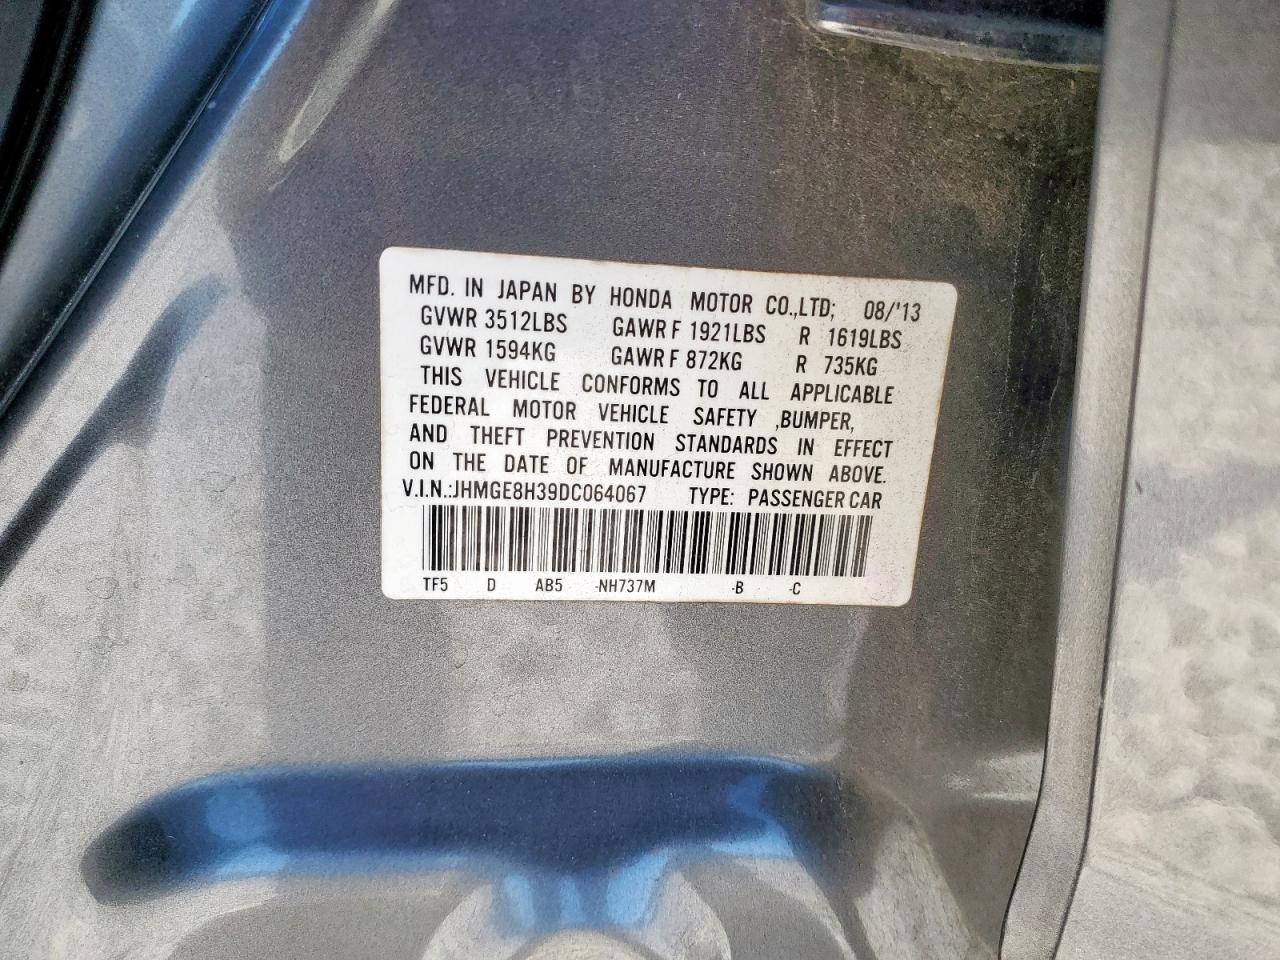 MFD. IN JAPAN BY HONDA MOTOR CO.,LTD; 08/'13
GVWR 3512LBS GAWR F 1921LBS R 1619LBS
GVWR 1594KG GAWR F 872KG R 735KG
THIS VEHICLE CONFORMS TO ALL APPLICABLE
FEDERAL MOTOR VEHICLE SAFETY ,BUMPER,
AND THEFT PREVENTION STANDARDS IN EFFECT
ON THE DATE OF MANUFACTURE SHOWN ABOVE.
V.I.N.:JHMGE8H39DC064067 TYPE: PASSENGER CAR
TF5 D AB5 -NH737M -B -C